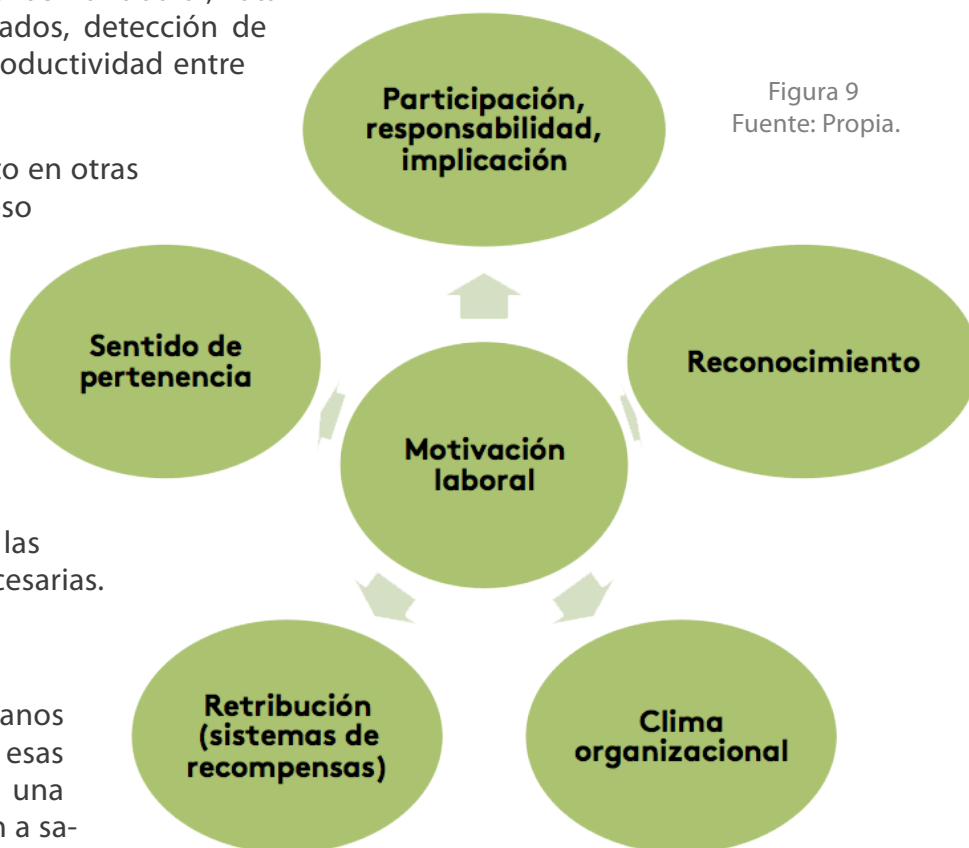 ados, detección de
oductividad entre
o en otras
so
las
cesarias.
anos
esas
una
n a sa-
Figura 9
Fuente: Propia.
Participación,
responsabilidad,
implicación
Sentido de
pertenencia
Reconocimiento
Motivación
laboral
Retribución
(sistemas de
recompensas)
Clima
organizacional